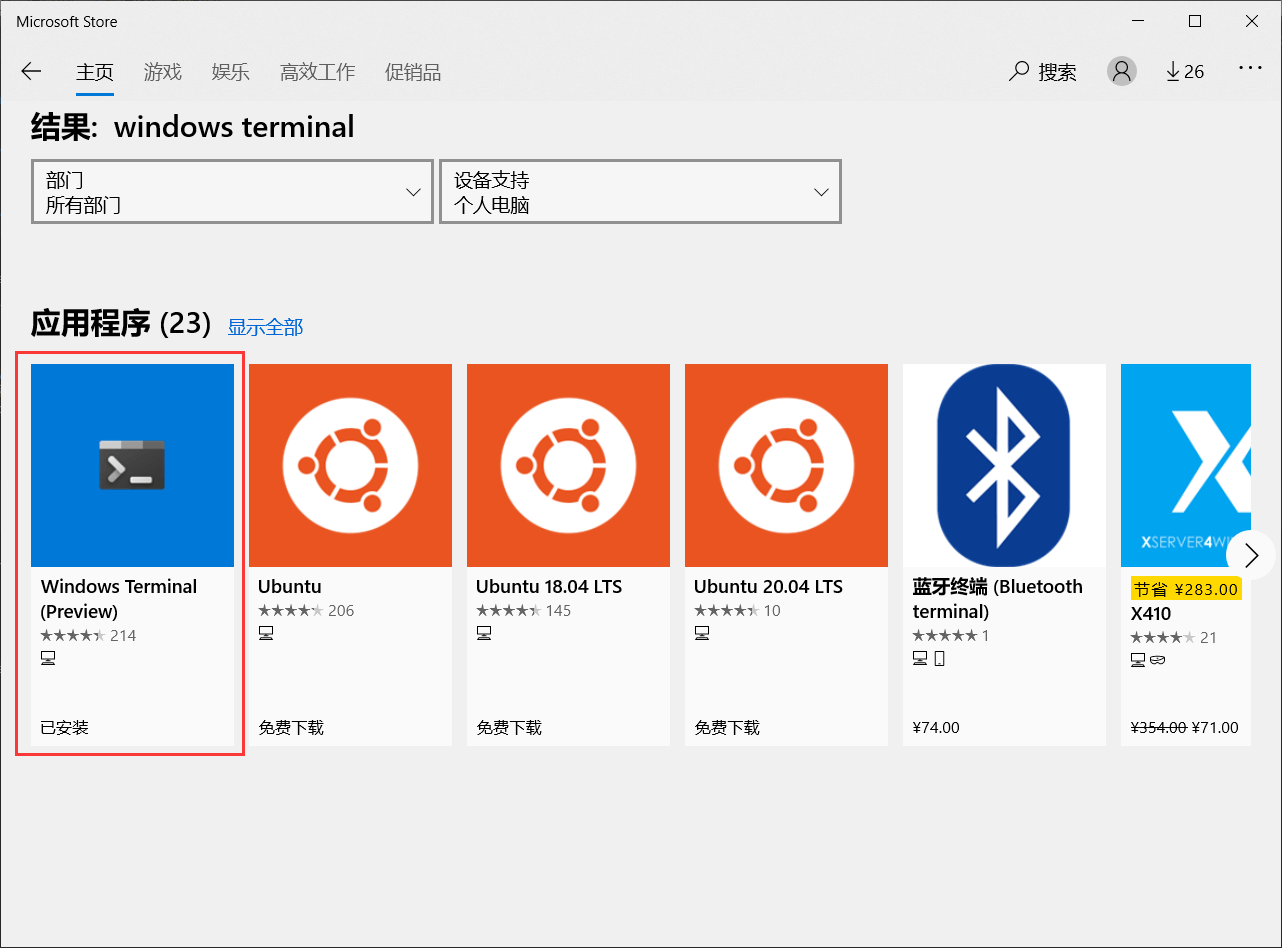 Microsoft Store
主页 游戏 娱乐 高效工作 促销品 搜索 26
结果: windows terminal
部门
所有部门
设备支持
个人电脑
应用程序 (23) 显示全部
Windows Terminal
(Preview)
214
已安装
Ubuntu
206
免费下载
Ubuntu 18.04 LTS
145
免费下载
Ubuntu 20.04 LTS
10
免费下载
蓝牙终端 (Bluetooth
terminal)
1
¥74.00
XSERVER4WI
节省 ¥283.00
X410
21
¥354.00 ¥71.00